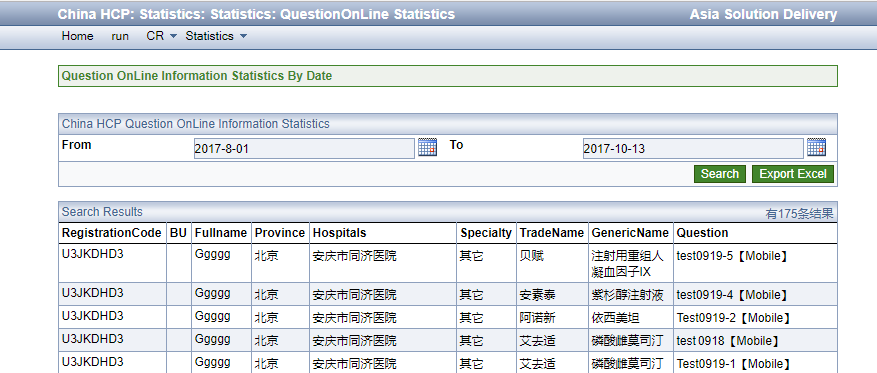 China HCP: Statistics: Statistics: QuestionOnLine Statistics Asia Solution Delivery
Home run CR Statistics
Question OnLine Information Statistics By Date
China HCP Question OnLine Information Statistics
From 2017-8-01 To 2017-10-13
Search Export Excel
Search Results 有175条结果
RegistrationCode BU Fullname Province Hospitals Specialty TradeName GenericName Question
U3JKDHD3 Ggggg 北京 安庆市同济医院 其它 贝赋 注射用重组人 test0919-5【Mobile】
凝血因子IX
U3JKDHD3 Ggggg 北京 安庆市同济医院 其它 安素泰 紫杉醇注射液 test0919-4【Mobile】
U3JKDHD3 Ggggg 北京 安庆市同济医院 其它 阿诺新 依西美坦 Test0919-2【Mobile】
U3JKDHD3 Ggggg 北京 安庆市同济医院 其它 艾去适 磷酸雌莫司汀 test 0918【Mobile】
U3JKDHD3 Ggggg 北京 安庆市同济医院 其它 艾去适 磷酸雌莫司汀 Test0919-1【Mobile】